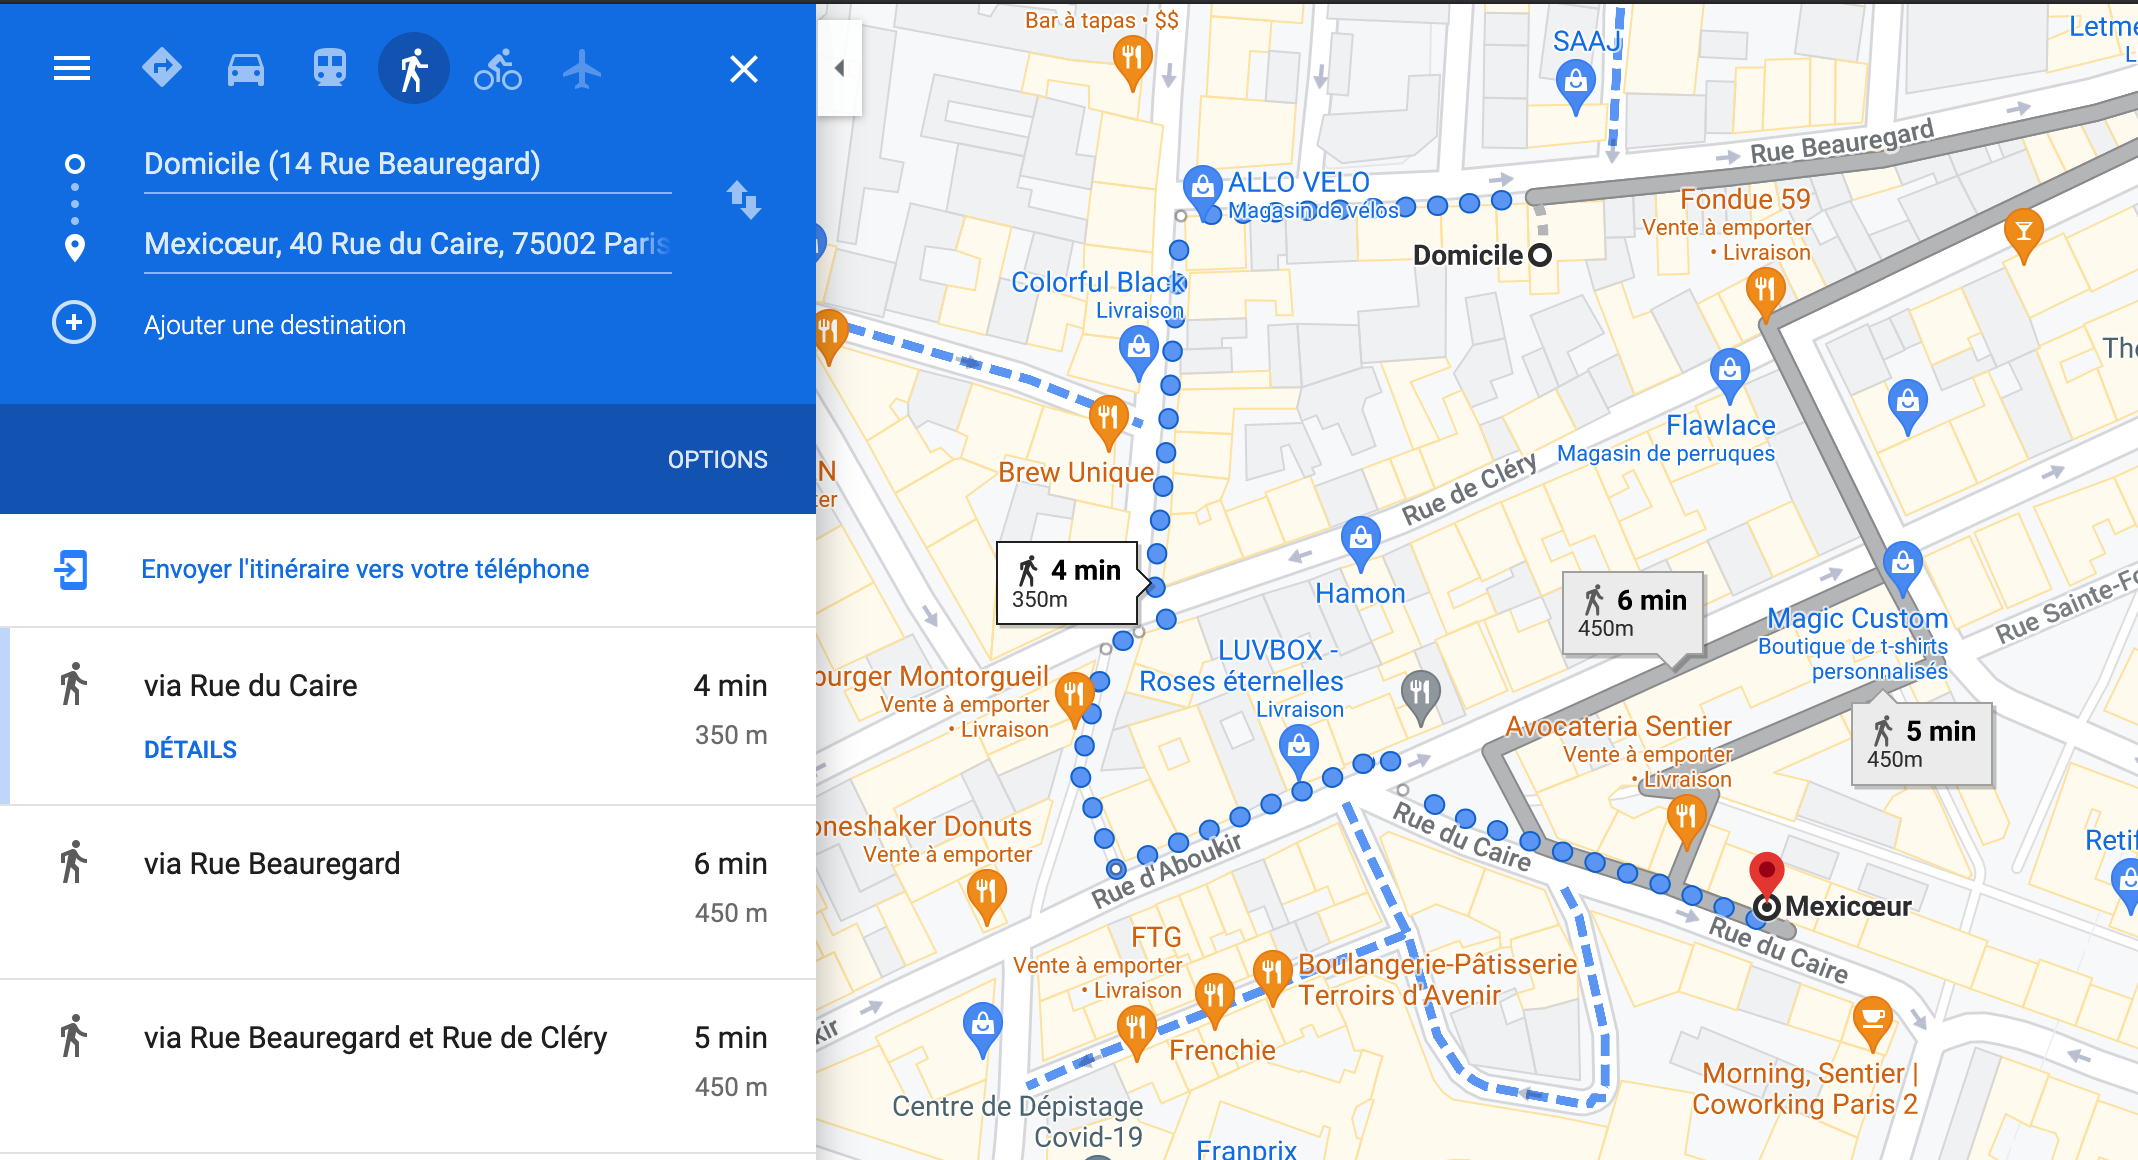 Domicile (14 Rue Beauregard)
Mexicœur, 40 Rue du Caire, 75002 Paris
Ajouter une destination
OPTIONS
Envoyer l'itinéraire vers votre téléphone
via Rue du Caire
4 min
350 m
DÉTAILS
via Rue Beauregard
6 min
450 m
via Rue Beauregard et Rue de Cléry
5 min
450 m
Bar à tapas • $$
SAAJ
Rue Beauregard
ALLO VELO
Magasin de vélos
Domicile
Fondue 59
Vente à emporter
• Livraison
Colorful Black
Livraison
Flawlace
Magasin de perruques
Brew Unique
Rue de Cléry
4 min
350m
Hamon
6 min
450m
Magic Custom
Boutique de t-shirts
personnalisés
Rue Sainte-Fo
LUVBOX -
Roses éternelles
Livraison
burger Montorgueil
Vente à emporter
• Livraison
Avocateria Sentier
Vente à emporter
• Livraison
5 min
450m
oneshaker Donuts
Vente à emporter
Rue d'Aboukir
Rue du Caire
Mexicœur
Rue du Caire
FTG
Vente à emporter
• Livraison
Boulangerie-Pâtisserie
Terroirs d'Avenir
Frenchie
Morning, Sentier |
Coworking Paris 2
Centre de Dépistage
Covid-19
Franprix
Retif